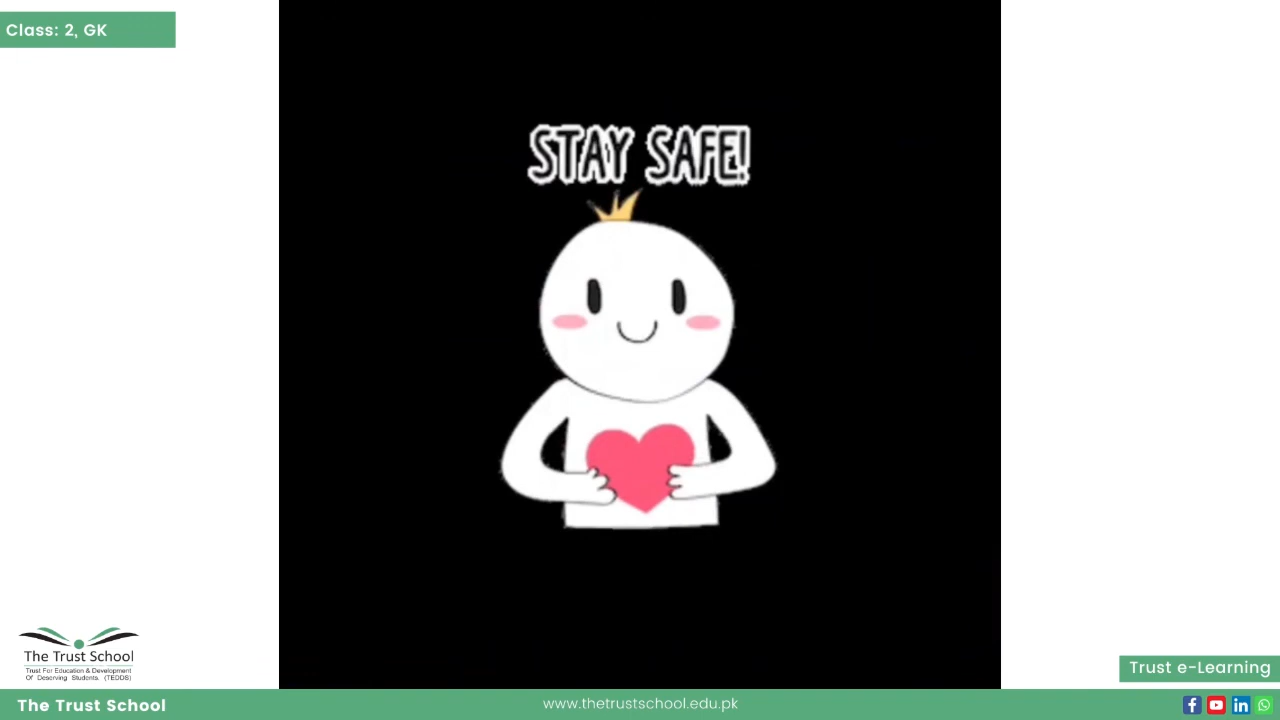 Class: 2, GK
STAY SAFE!
The Trust School
Trust For Education & Development
Of Deserving Students. (TEDDS)
Trust e-Learning
The Trust School
www.thetrustschool.edu.pk